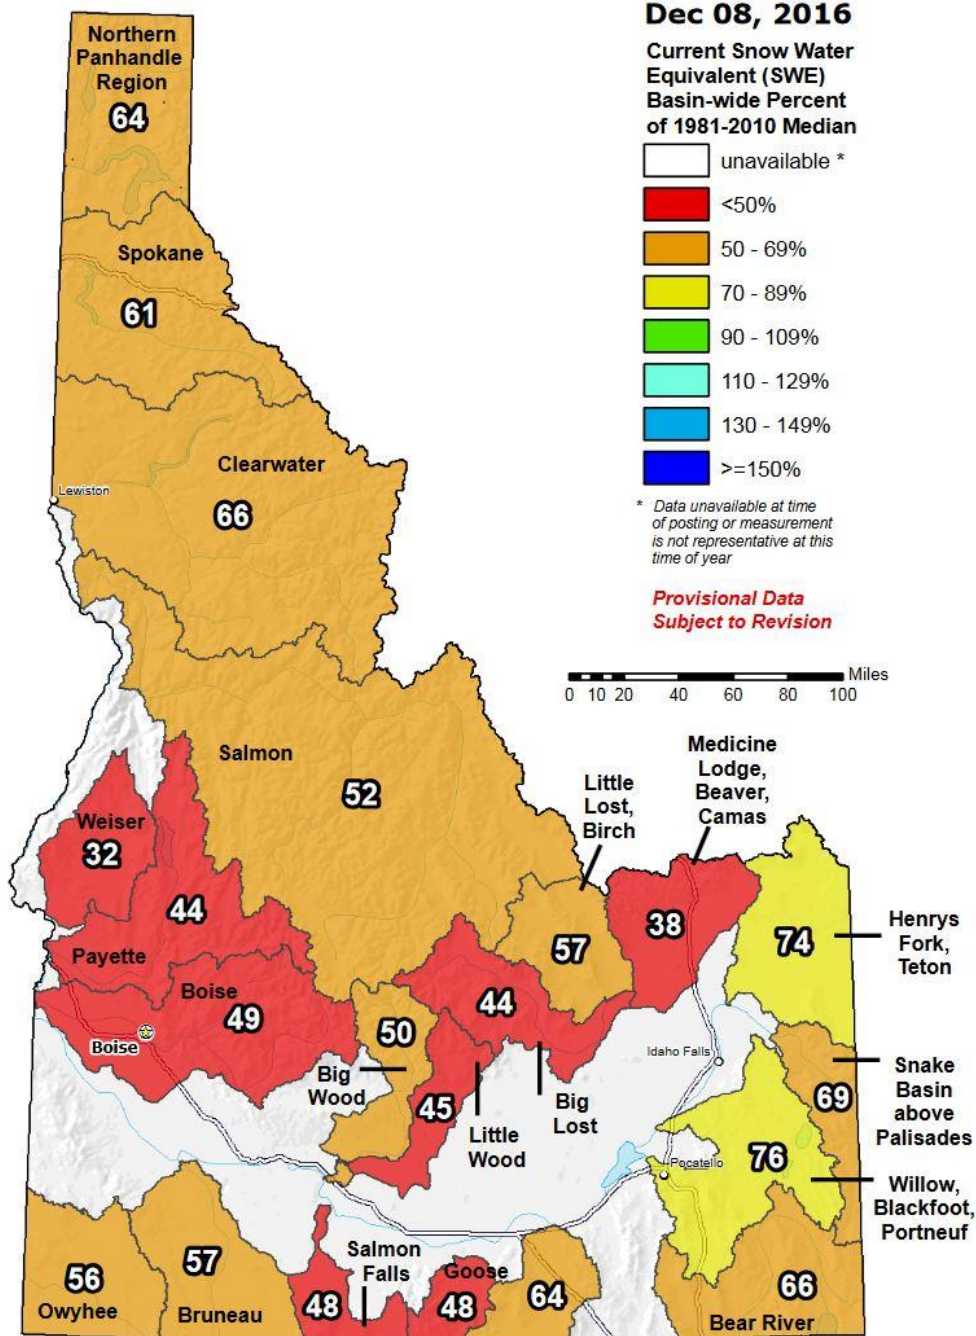 Dec 08, 2016
Current Snow Water
Equivalent (SWE)
Basin-wide Percent
of 1981-2010 Median
unavailable *
<50%
50 - 69%
70 - 89%
90 - 109%
110 - 129%
130 - 149%
>=150%
* Data unavailable at time
of posting or measurement
is not representative at this
time of year
Provisional Data
Subject to Revision
Miles
0 10 20 40 60 80 100
Northern
Panhandle
Region
64
Spokane
61
Clearwater
66
Lewiston
Salmon
52
Weiser
32
44
Payette
Boise
49
Boise
Little
Lost,
Birch
57
Medicine
Lodge,
Beaver,
Camas
38
74
Henrys
Fork,
Teton
50
Big
Wood
44
45
Little
Wood
Big
Lost
Idaho Falls
69
Snake
Basin
above
Palisades
Pocatello
76
Willow,
Blackfoot,
Portneuf
56
Owyhee
57
Bruneau
Salmon
Falls
48
Goose
48
64
66
Bear River